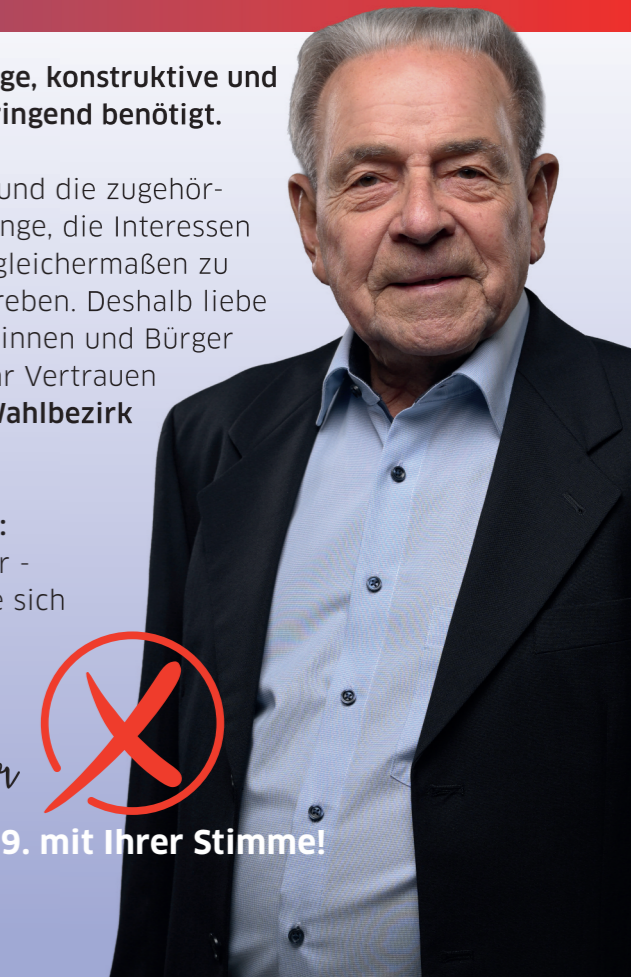 ge, konstruktive und
ringend benötigt.
und die zugehör-
nge, die Interessen
gleichermaßen zu
reben. Deshalb liebe
innen und Bürger
r Vertrauen
Wahlbezirk
:
r -
e sich
9. mit Ihrer Stimme!